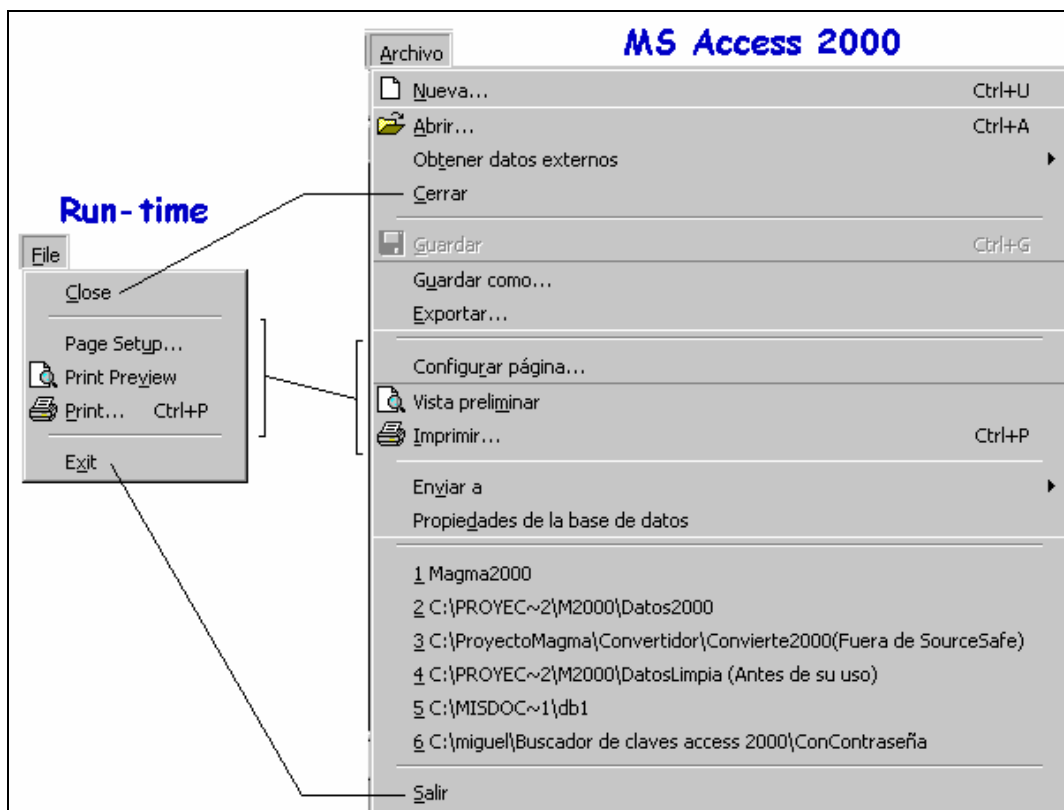 MS Access 2000
Archivo
Nueva... Ctrl+U
Abrir... Ctrl+A
Obtener datos externos
Cerrar
Guardar Ctrl+G
Guardar como...
Exportar...
Configurar página...
Vista preliminar
Imprimir... Ctrl+P
Enviar a
Propiedades de la base de datos
1 Magma2000
2 C:\PROYEC~2\M2000\Datos2000
3 C:\ProyectoMagma\Convertidor\Convierte2000(Fuera de SourceSafe)
4 C:\PROYEC~2\M2000\DatosLimpia (Antes de su uso)
5 C:\MISDOC~1\db1
6 C:\miguel\Buscador de claves access 2000\ConContraseña
Salir
Run-time
File
Close
Page Setup...
Print Preview
Print... Ctrl+P
Exit